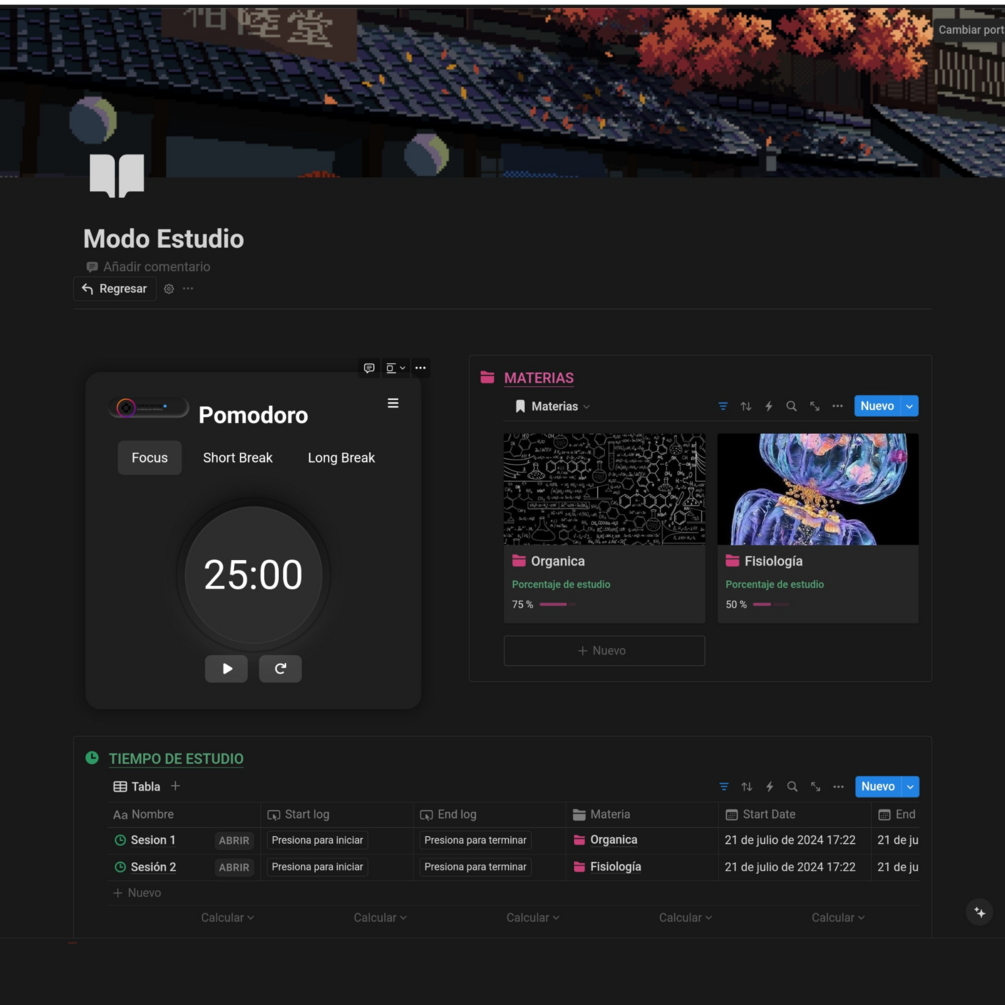 柏隆堂
Cambiar port
Modo Estudio
Añadir comentario
Regresar
Pomodoro
Focus Short Break Long Break
25:00
MATERIAS
Materias
Nuevo
Organica
Porcentaje de estudio
75 %
Fisiología
Porcentaje de estudio
50 %
+ Nuevo
TIEMPO DE ESTUDIO
Tabla +
Nuevo
Aa Nombre Start log End log Materia Start Date End
Sesion 1 ABRIR Presiona para iniciar Presiona para terminar Organica 21 de julio de 2024 17:22 21 de ju
Sesión 2 ABRIR Presiona para iniciar Presiona para terminar Fisiología 21 de julio de 2024 17:22 21 de ju
+ Nuevo
Calcular Calcular Calcular Calcular Calcular